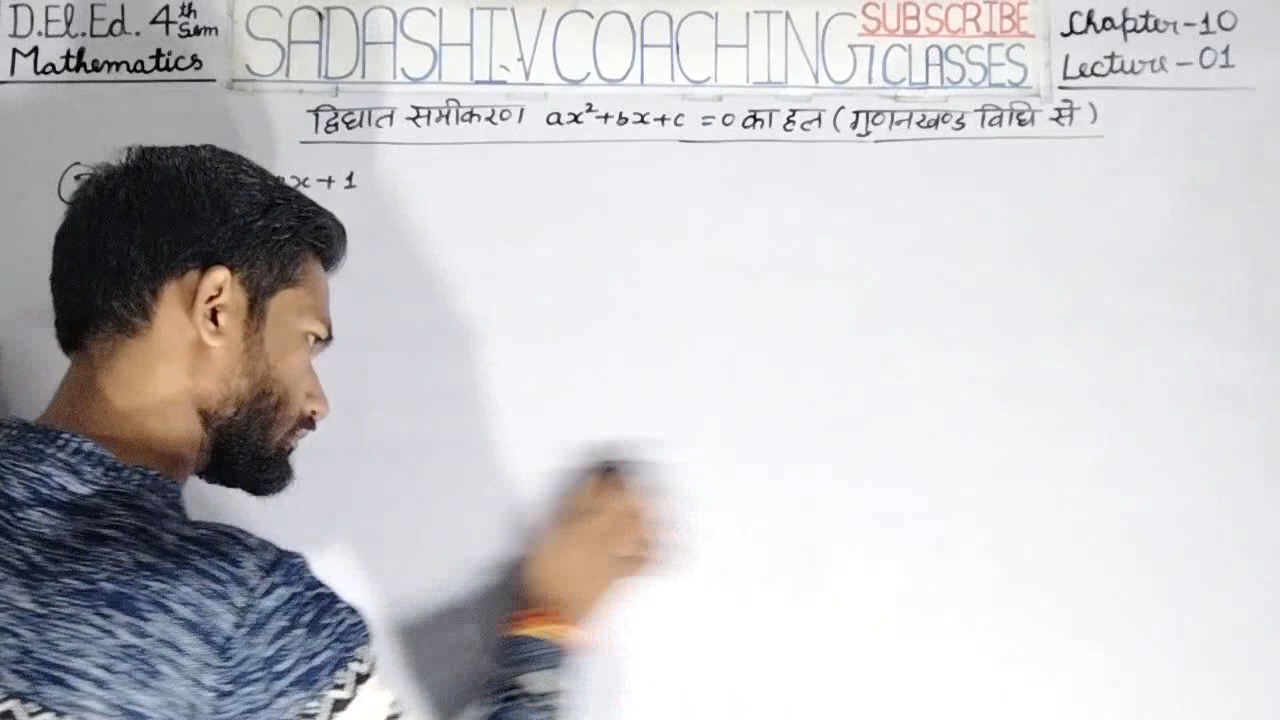 D.El.Ed. 4th Sem
Mathematics
SADASHIV COACHING CLASSES
SUBSCRIBE
Chapter-10
Lecture-01
द्विघात समीकरण ax²+bx+c =0 का हल (गुणनखण्ड विधि से)
x + 1